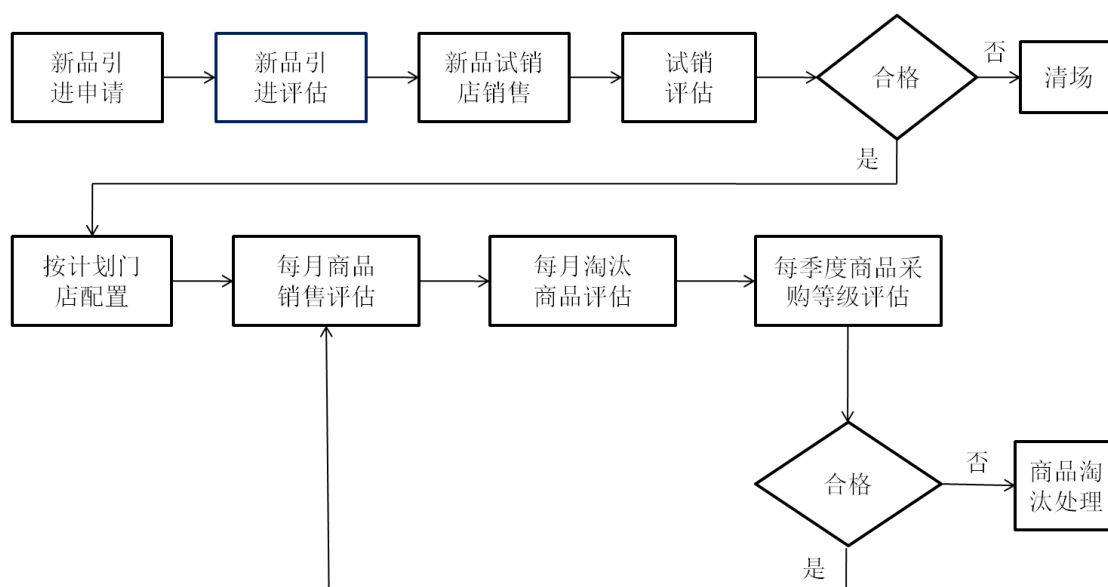 新品引
进申请
新品引
进评估
新品试销
店销售
试销
评估
合格
否
清场
是
按计划门
店配置
每月商品
销售评估
每月淘汰
商品评估
每季度商品采
购等级评估
合格
否
商品淘
汰处理
是